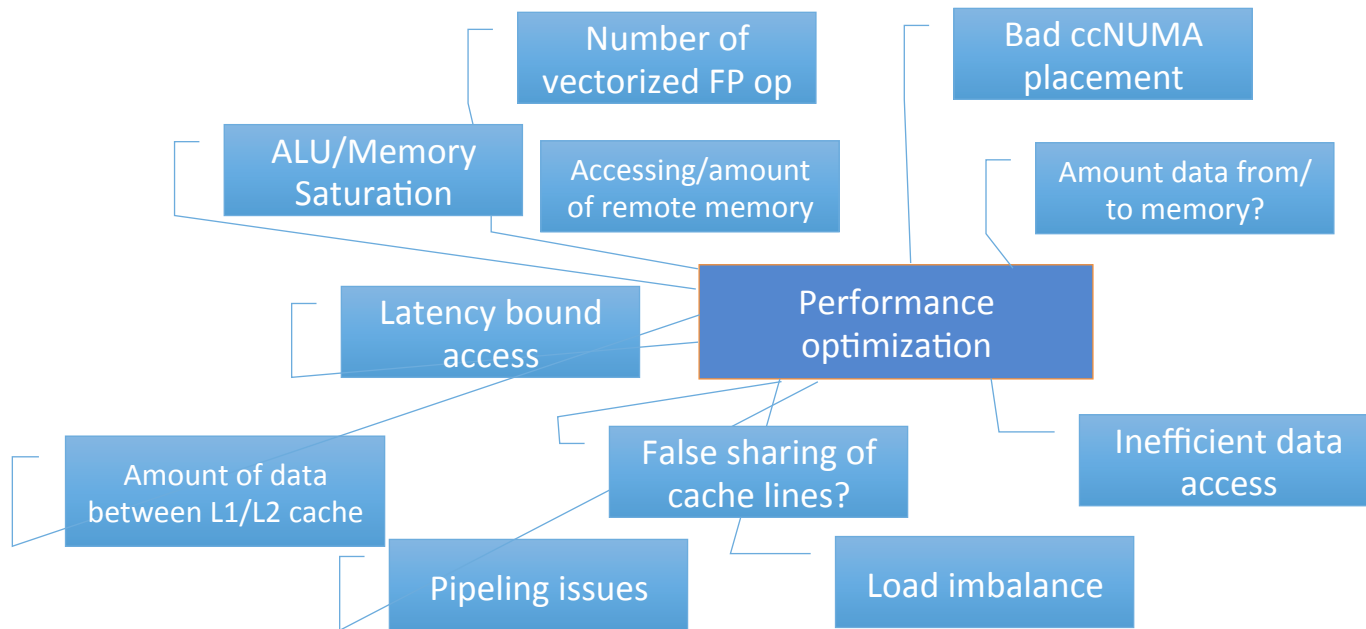 Number of
vectorized FP op
Bad ccNUMA
placement
ALU/Memory
Saturation
Accessing/amount
of remote memory
Amount data from/
to memory?
Latency bound
access
Performance
optimization
Amount of data
between L1/L2 cache
False sharing of
cache lines?
Inefficient data
access
Pipeling issues
Load imbalance